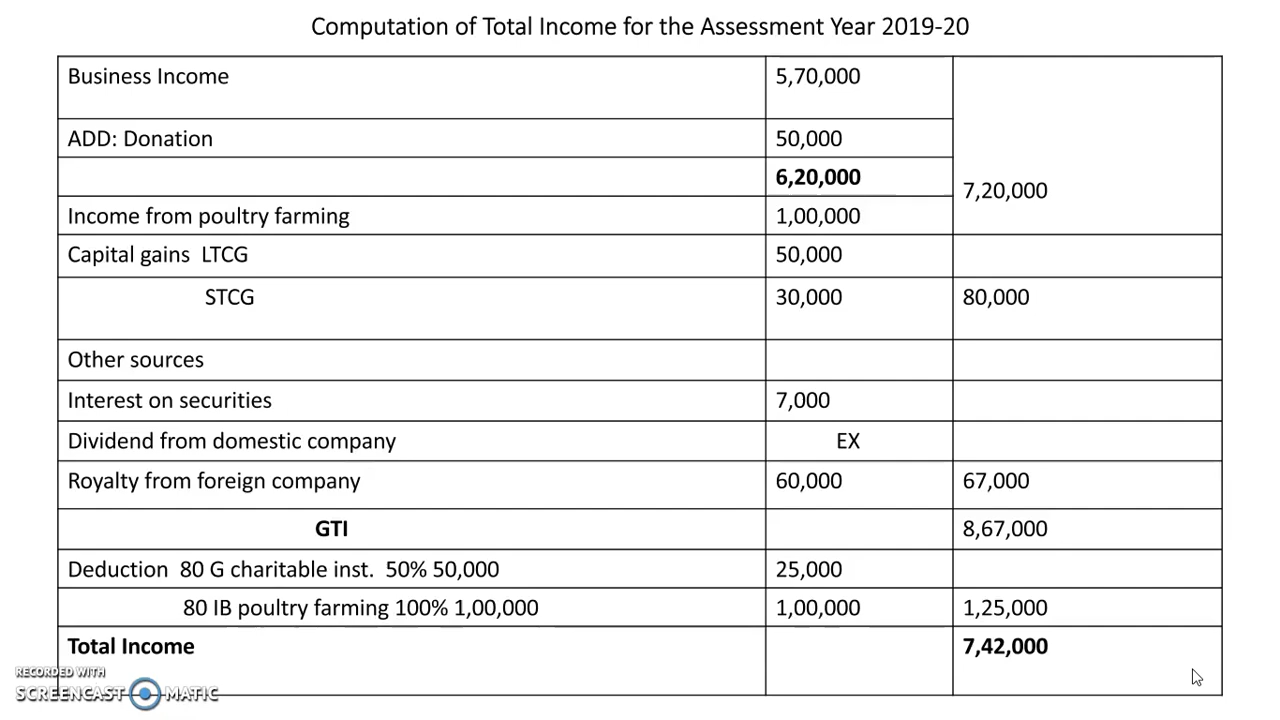 Computation of Total Income for the Assessment Year 2019-20
Business Income 5,70,000
ADD: Donation 50,000
6,20,000
7,20,000
Income from poultry farming 1,00,000
Capital gains LTCG 50,000
STCG 30,000 80,000
Other sources
Interest on securities 7,000
Dividend from domestic company EX
Royalty from foreign company 60,000 67,000
GTI 8,67,000
Deduction 80 G charitable inst. 50% 50,000 25,000
80 IB poultry farming 100% 1,00,000 1,00,000 1,25,000
Total Income 7,42,000
RECORDED WITH
SCREENCAST-O-MATIC